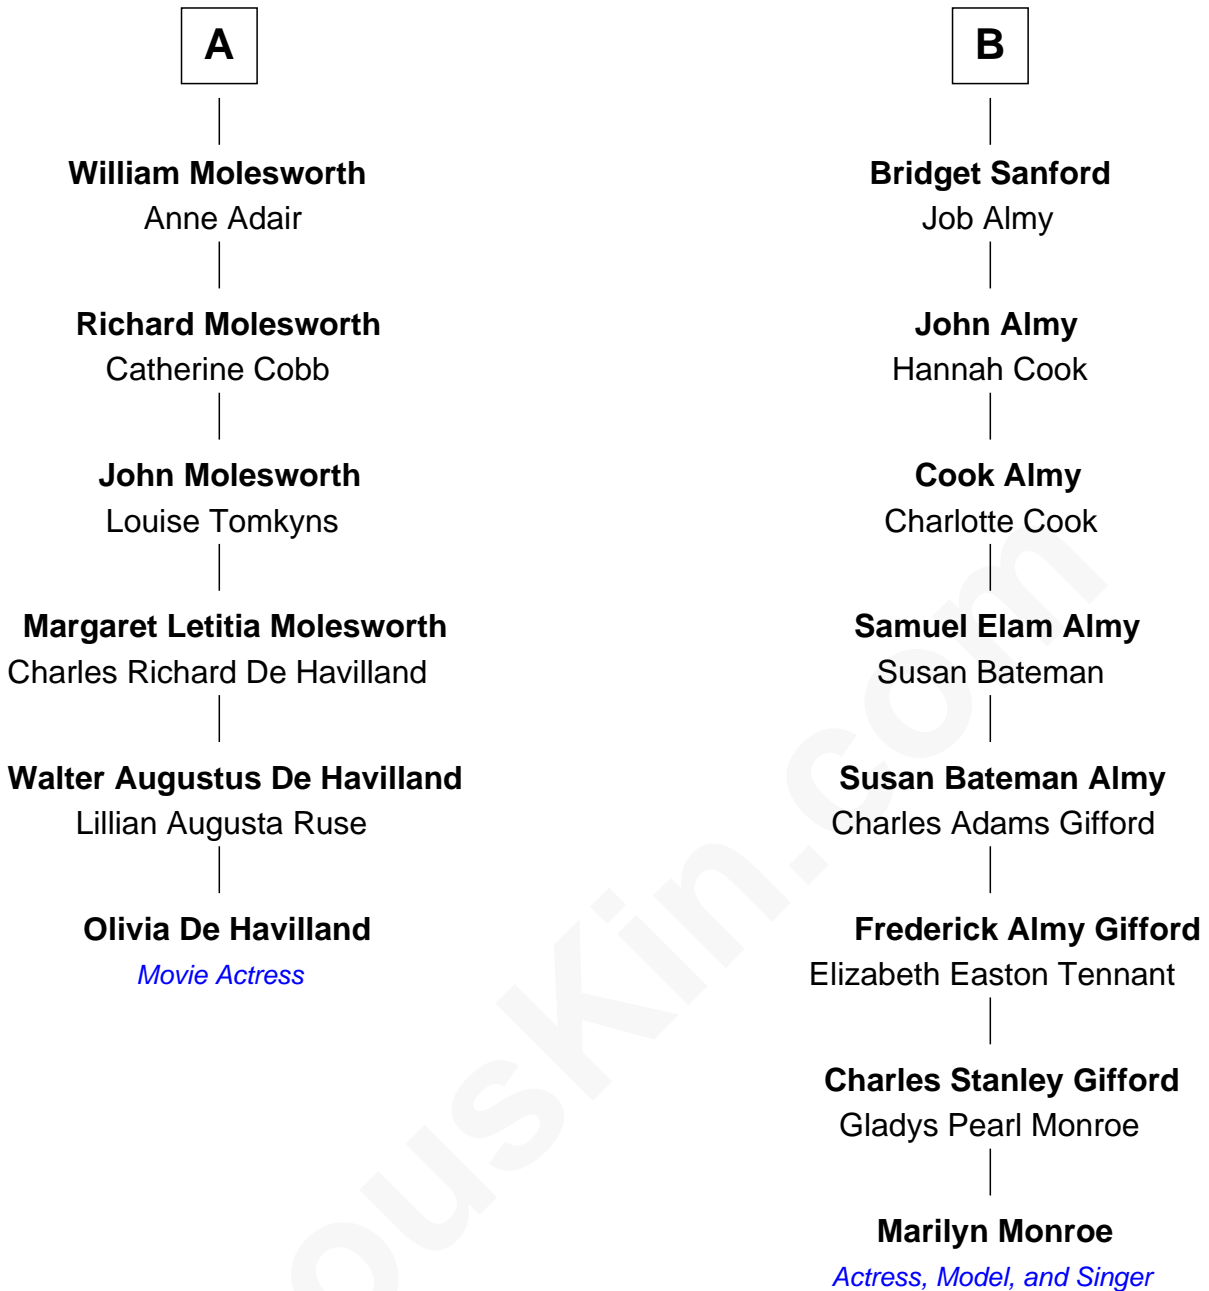 A
William Molesworth
Anne Adair
Richard Molesworth
Catherine Cobb
John Molesworth
Louise Tomkyns
Margaret Letitia Molesworth
Charles Richard De Havilland
Walter Augustus De Havilland
Lillian Augusta Ruse
Olivia De Havilland
Movie Actress
B
Bridget Sanford
Job Almy
John Almy
Hannah Cook
Cook Almy
Charlotte Cook
Samuel Elam Almy
Susan Bateman
Susan Bateman Almy
Charles Adams Gifford
Frederick Almy Gifford
Elizabeth Easton Tennant
Charles Stanley Gifford
Gladys Pearl Monroe
Marilyn Monroe
Actress, Model, and Singer
ousKin.com